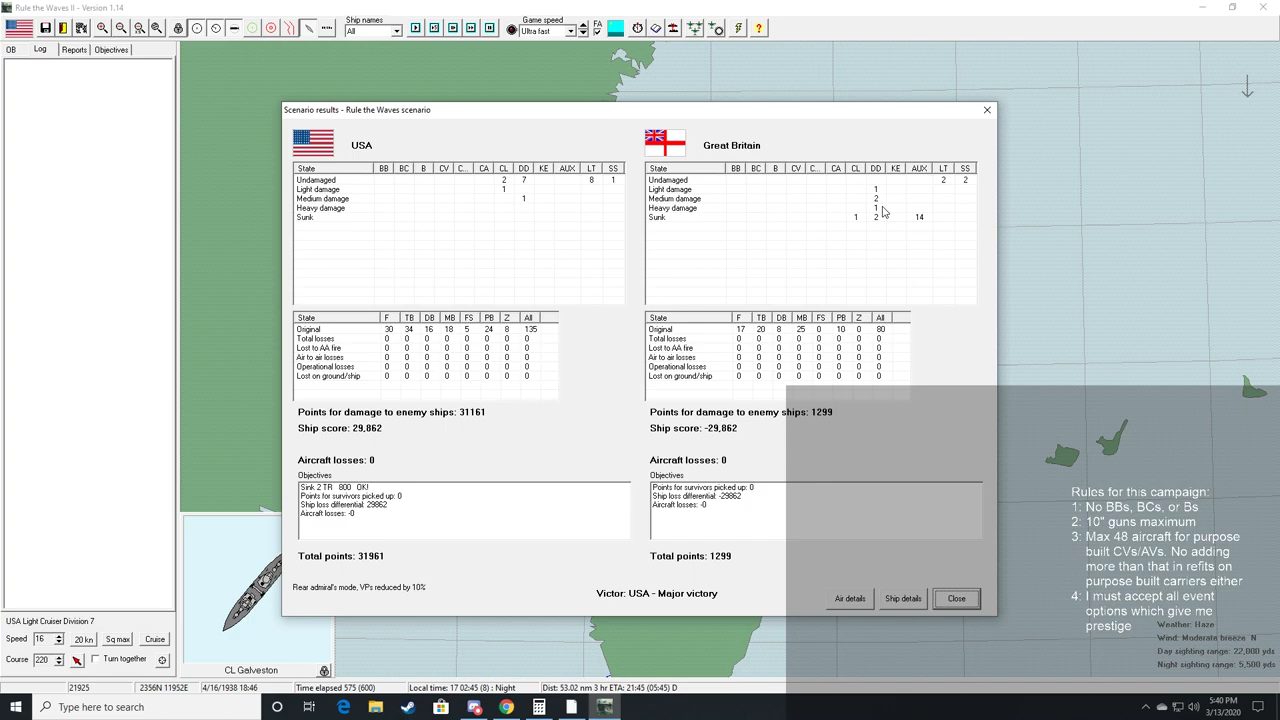 Rule the Waves II - Version 1.14
Ship names
All
Game speed
Ultra fast
FA
OB Log Reports Objectives
Scenario results - Rule the Waves scenario
USA
State BB BC B CV C... CA CL DD KE AUX LT SS
Undamaged 2 7 8 1
Light damage 1
Medium damage 1
Heavy damage
Sunk
State F TB DB MB FS PB Z All
Original 30 34 16 18 5 24 8 135
Total losses 0 0 0 0 0 0 0 0
Lost to AA fire 0 0 0 0 0 0 0 0
Air to air losses 0 0 0 0 0 0 0 0
Operational losses 0 0 0 0 0 0 0 0
Lost on ground/ship 0 0 0 0 0 0 0 0
Points for damage to enemy ships: 31161
Ship score: 29,862
Aircraft losses: 0
Objectives
Sink 2 TR 800 OK!
Points for survivors picked up: 0
Ship loss differential: 29862
Aircraft losses: -0
Total points: 31961
Great Britain
State BB BC B CV C... CA CL DD KE AUX LT SS
Undamaged 2 2
Light damage 1
Medium damage 2
Heavy damage 1
Sunk 1 2 14
State F TB DB MB FS PB Z All
Original 17 20 8 25 0 10 0 80
Total losses 0 0 0 0 0 0 0 0
Lost to AA fire 0 0 0 0 0 0 0 0
Air to air losses 0 0 0 0 0 0 0 0
Operational losses 0 0 0 0 0 0 0 0
Lost on ground/ship 0 0 0 0 0 0 0 0
Points for damage to enemy ships: 1299
Ship score: -29,862
Aircraft losses: 0
Objectives
Points for survivors picked up: 0
Ship loss differential: -29862
Aircraft losses: -0
Total points: 1299
Rear admiral's mode, VPs reduced by 10%
Victor: USA - Major victory
Air details
Ship details
Close
Rules for this campaign:
1: No BBs, BCs, or Bs
2: 10" guns maximum
3: Max 48 aircraft for purpose
built CVs/AVs. No adding
more than that in refits on
purpose built carriers either
4: I must accept all event
options which give me
prestige
Weather: Haze
Wind: Moderate breeze N
Day sighting range: 22,000 yds
Night sighting range: 5,500 yds
USA Light Cruiser Division 7
Speed 16 20 kn Sq max Cruise
Course 220 Turn together
CL Galveston
21925 2356N 11952E 4/16/1938 18:46 Time elapsed 575 (600) Local time: 17 02:45 (8) : Night Dist: 53.02 nm 3 hr ETA: 21:45 (05:45) D
Type here to search
5:40 PM
3/13/2020